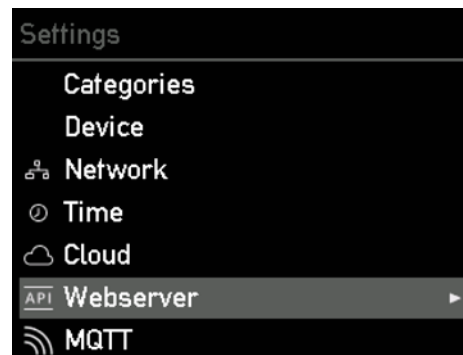 Settings
Categories
Device
Network
Time
Cloud
API Webserver
MQTT